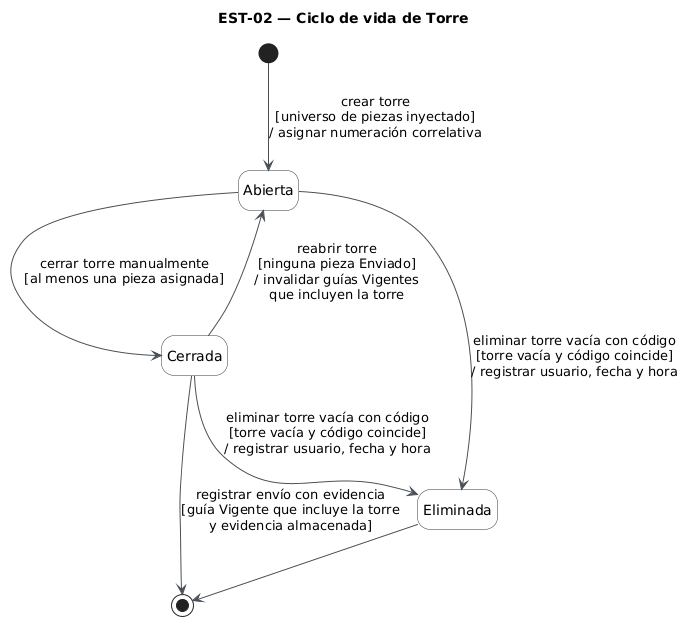 EST-02 — Ciclo de vida de Torre
crear torre
[universo de piezas inyectado]
/ asignar numeración correlativa
Abierta
cerrar torre manualmente
[al menos una pieza asignada]
reabrir torre
[ninguna pieza Enviado]
/ invalidar guías Vigentes
que incluyen la torre
eliminar torre vacía con código
[torre vacía y código coincide]
/ registrar usuario, fecha y hora
Cerrada
eliminar torre vacía con código
[torre vacía y código coincide]
/ registrar usuario, fecha y hora
registrar envío con evidencia
[guía Vigente que incluye la torre
y evidencia almacenada]
Eliminada